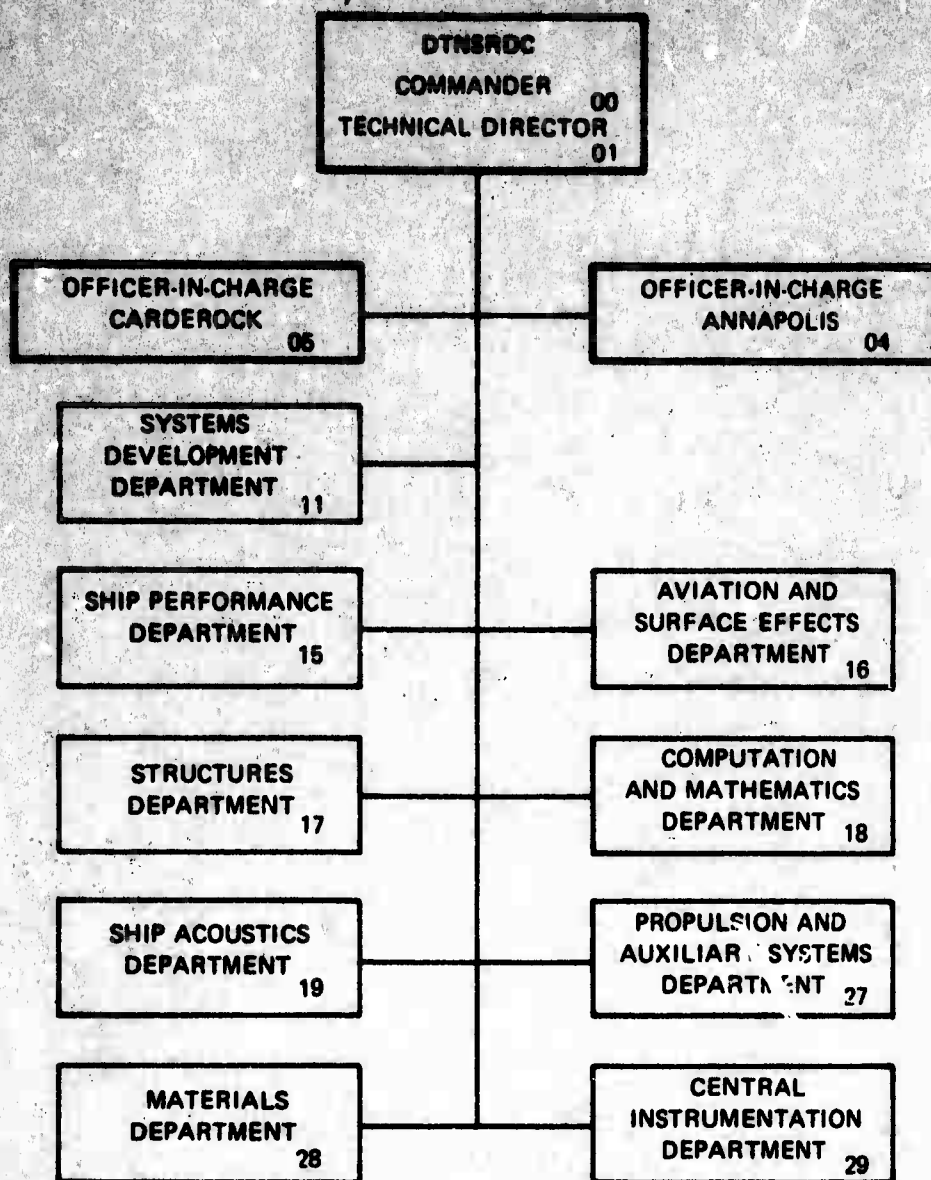 DTNSRDC
COMMANDER
00
TECHNICAL DIRECTOR
01
OFFICER-IN-CHARGE
CARDEROCK
05
OFFICER-IN-CHARGE
ANNAPOLIS
04
SYSTEMS
DEVELOPMENT
DEPARTMENT
11
SHIP PERFORMANCE
DEPARTMENT
15
AVIATION AND
SURFACE EFFECTS
DEPARTMENT
16
STRUCTURES
DEPARTMENT
17
COMPUTATION
AND MATHEMATICS
DEPARTMENT
18
SHIP ACOUSTICS
DEPARTMENT
19
PROPULSION AND
AUXILIARY SYSTEMS
DEPARTMENT
27
MATERIALS
DEPARTMENT
28
CENTRAL
INSTRUMENTATION
DEPARTMENT
29